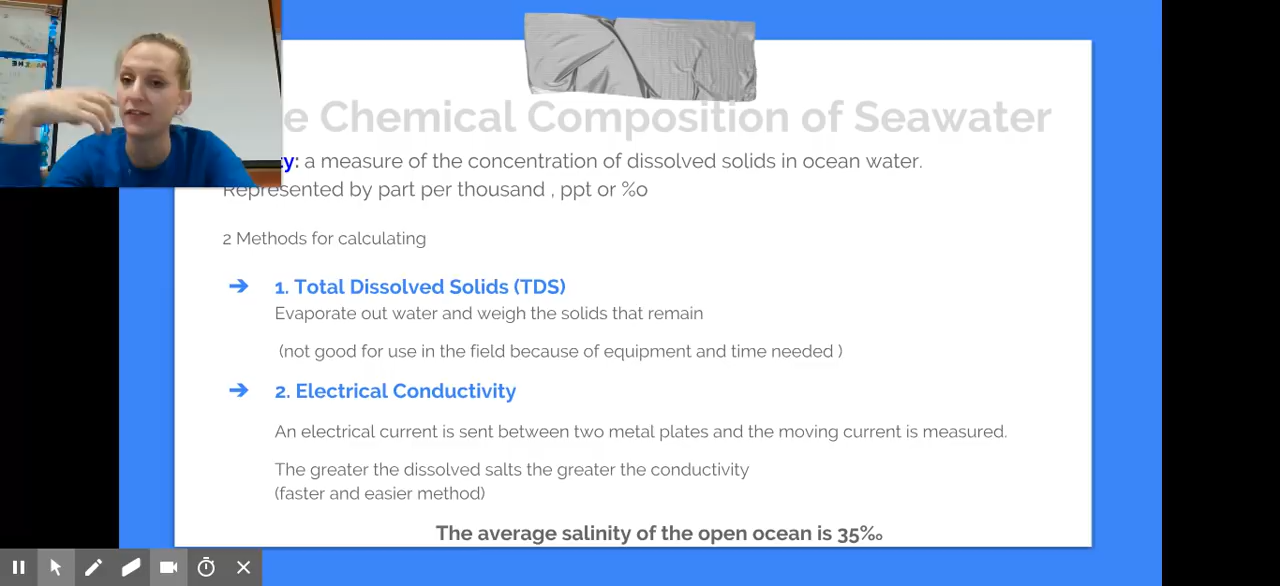 e Chemical Composition of Seawater
y: a measure of the concentration of dissolved solids in ocean water.
Represented by part per thousand , ppt or %o
2 Methods for calculating
➔ 1. Total Dissolved Solids (TDS)
Evaporate out water and weigh the solids that remain
(not good for use in the field because of equipment and time needed )
➔ 2. Electrical Conductivity
An electrical current is sent between two metal plates and the moving current is measured.
The greater the dissolved salts the greater the conductivity
(faster and easier method)
The average salinity of the open ocean is 35‰